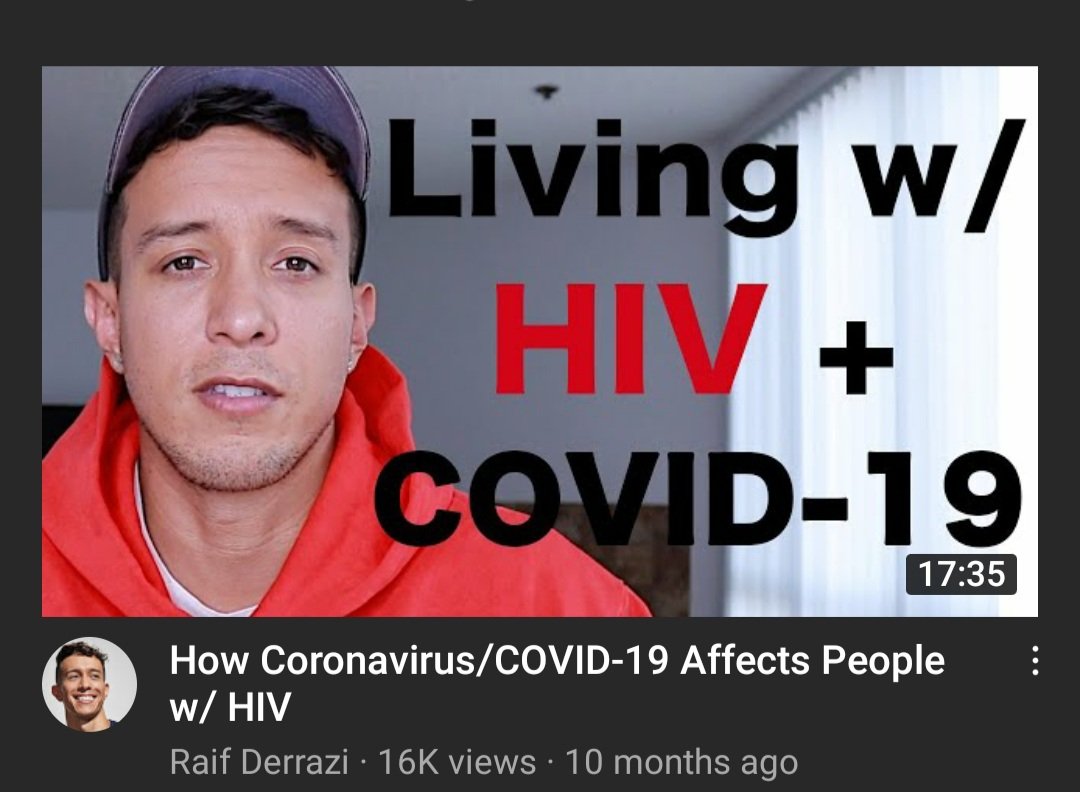 Living w/
HIV +
COVID-19
17:35
How Coronavirus/COVID-19 Affects People
w/ HIV
Raif Derrazi · 16K views · 10 months ago